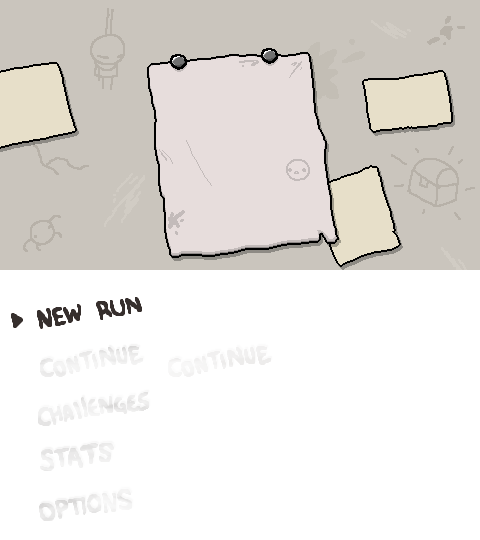 NEW RUN
CONTINUE CONTINUE
CHALLENGES
STATS
OPTIONS